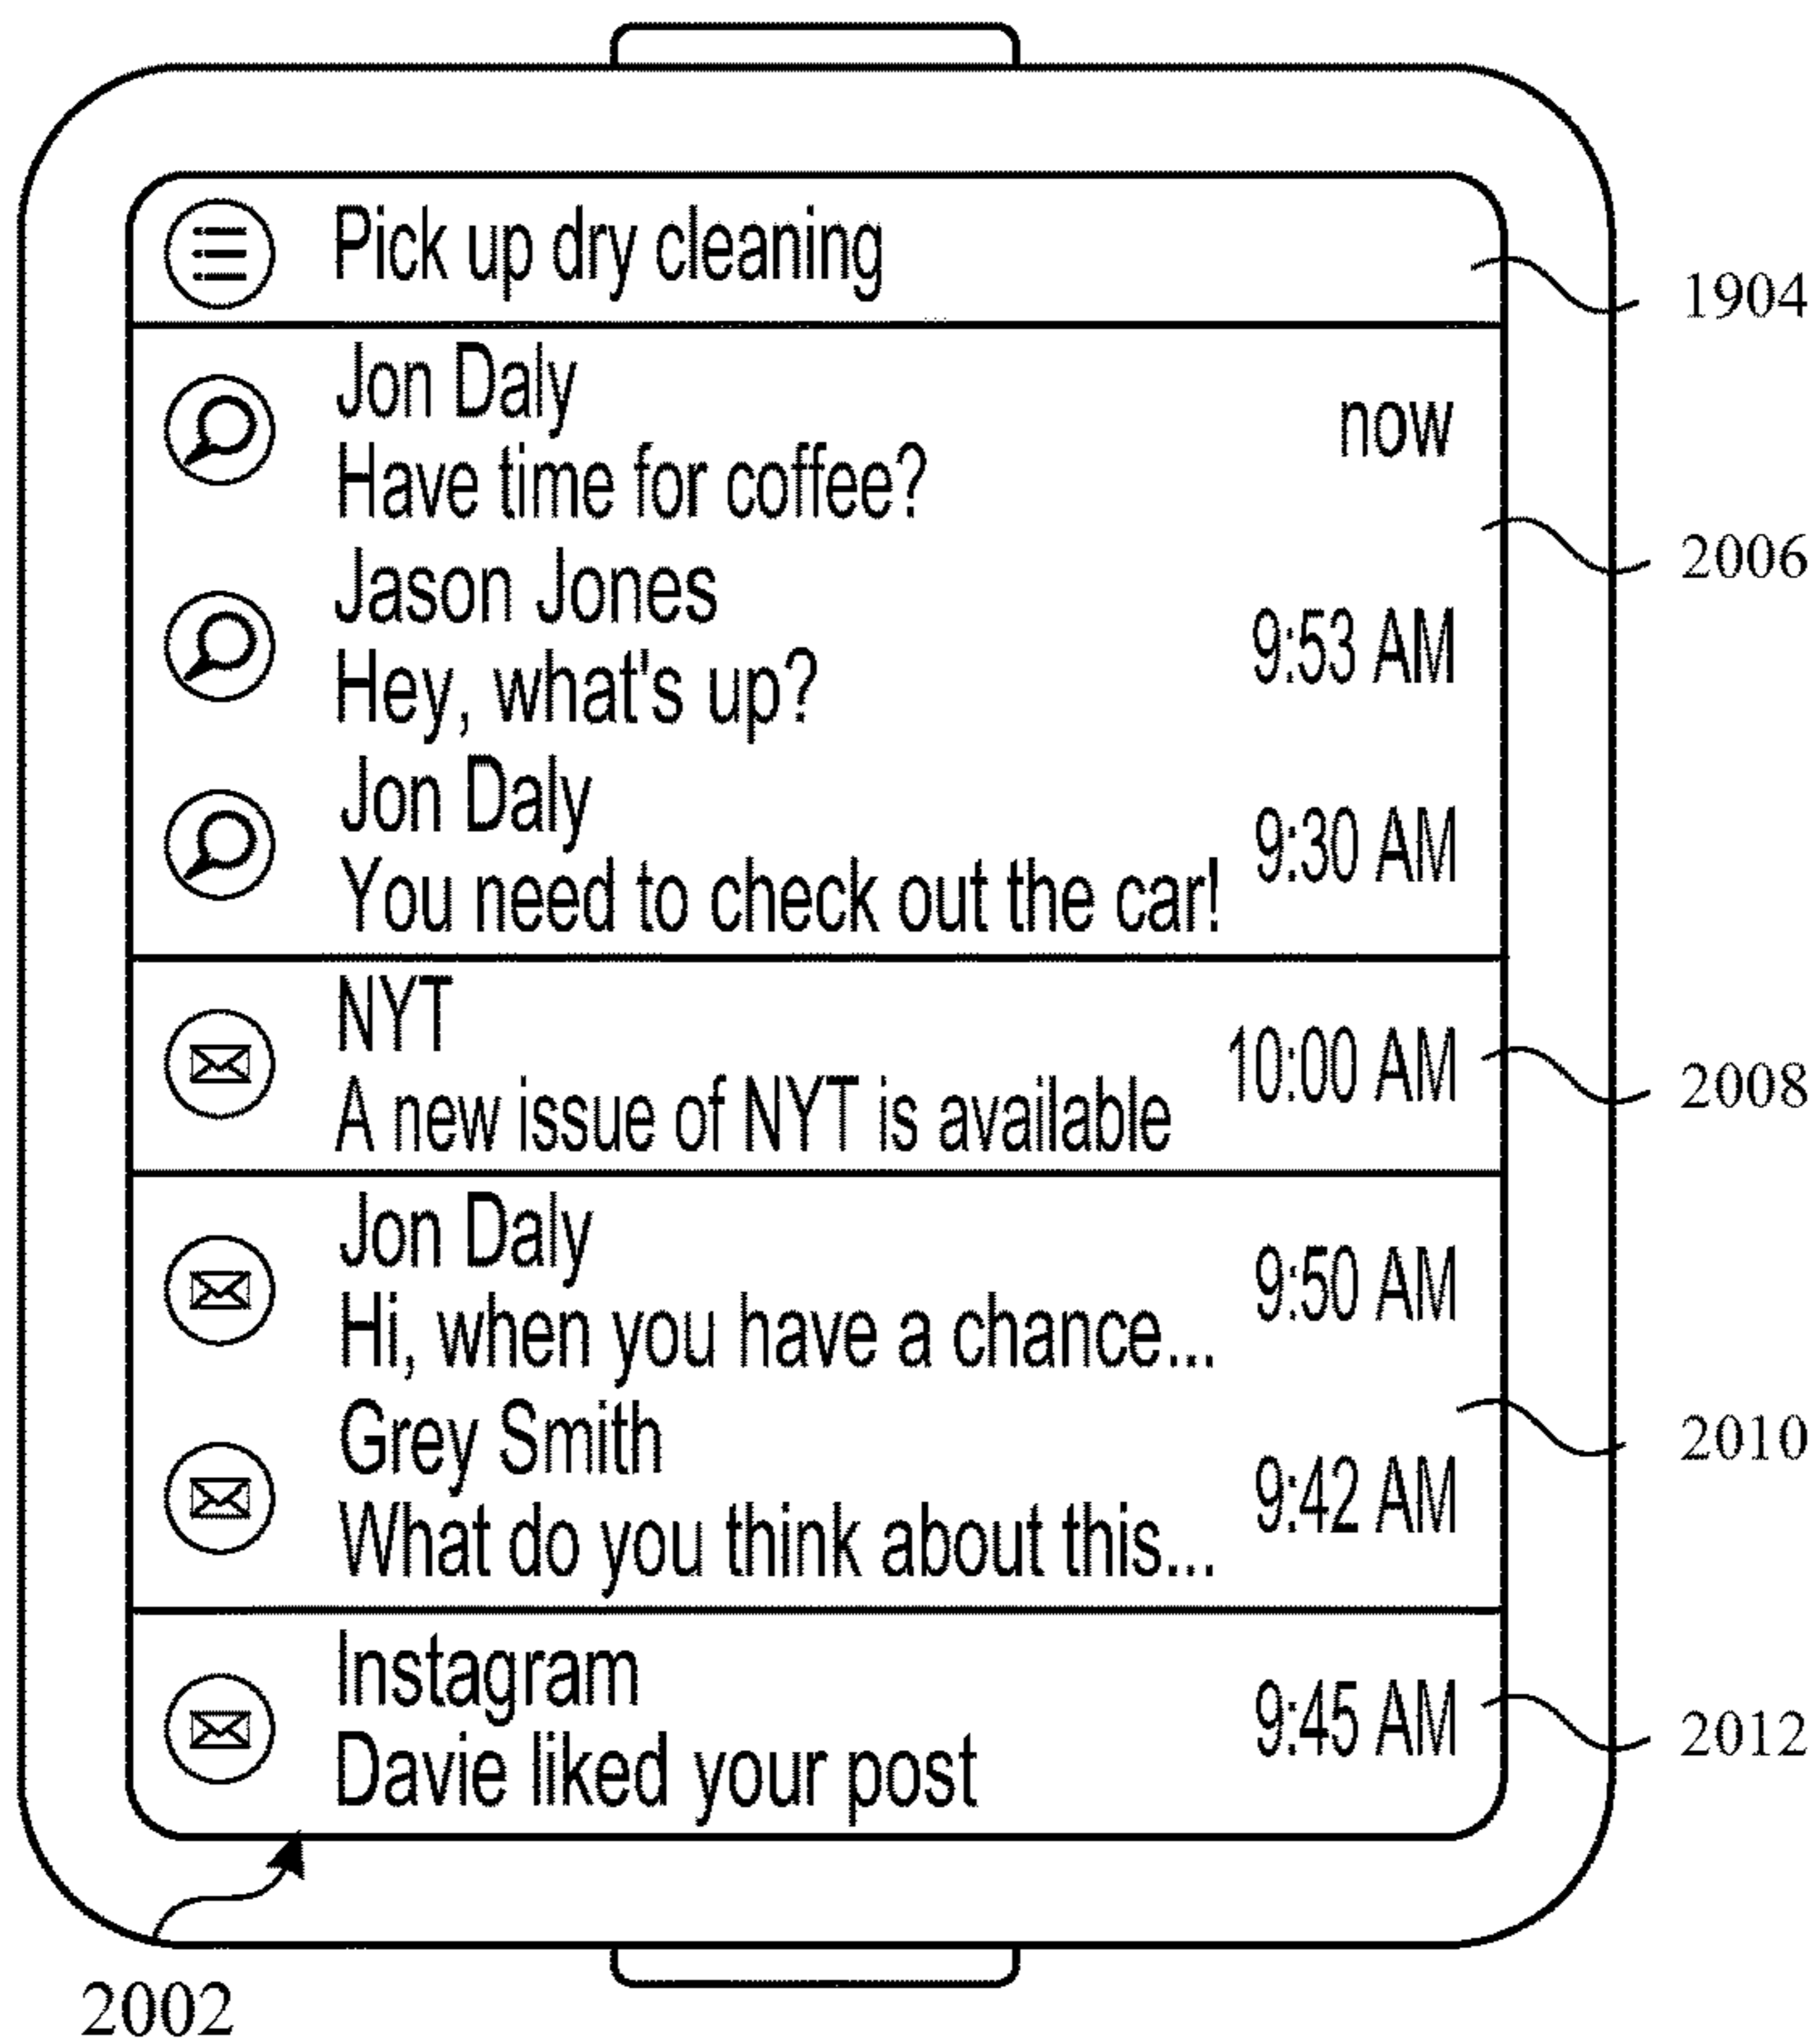 Pick up dry cleaning
1904
Jon Daly
now
Have time for coffee?
2006
Jason Jones
9:53 AM
Hey, what's up?
Jon Daly
9:30 AM
You need to check out the car!
NYT
10:00 AM
A new issue of NYT is available
2008
Jon Daly
9:50 AM
Hi, when you have a chance...
2010
Grey Smith
9:42 AM
What do you think about this...
Instagram
9:45 AM
Davie liked your post
2012
2002